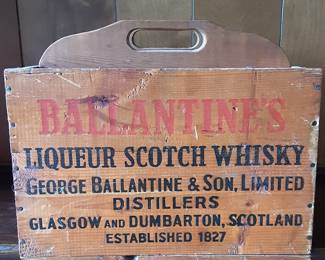 BALLANTINE'S
LIQUEUR SCOTCH WHISKY
GEORGE BALLANTINE & SON, LIMITED
DISTILLERS
GLASGOW AND DUMBARTON, SCOTLAND
ESTABLISHED 1827